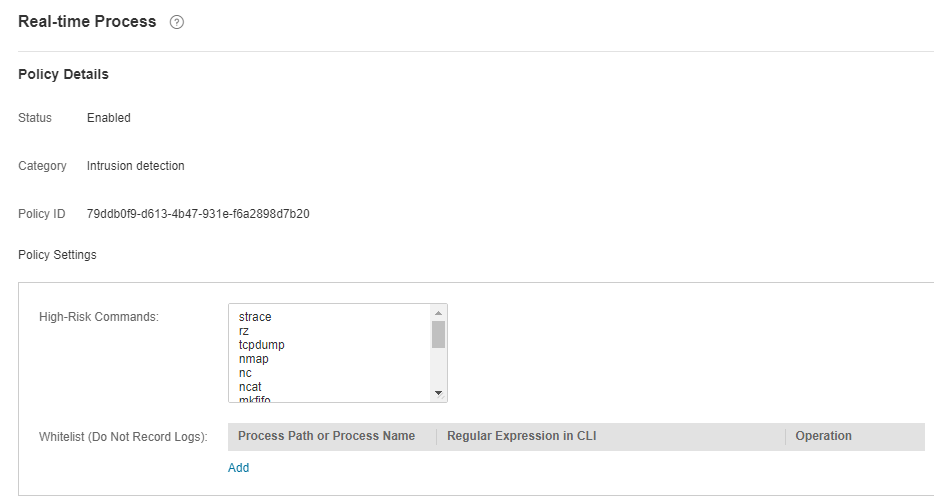 Real-time Process ?
Policy Details
Status Enabled
Category Intrusion detection
Policy ID 79ddb0f9-d613-4b47-931e-f6a2898d7b20
Policy Settings
High-Risk Commands:
strace
rz
tcpdump
nmap
nc
ncat
mkfifo
Whitelist (Do Not Record Logs):
Process Path or Process Name Regular Expression in CLI Operation
Add